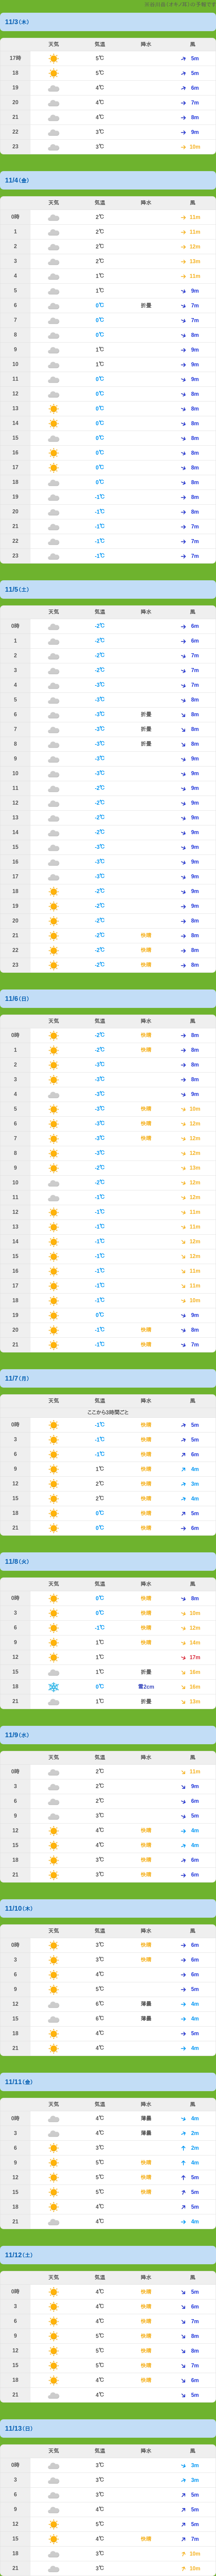 11/3(木)
天気 気温 降水 風
17時 5℃ 5m
18 5℃ 5m
19 4℃ 6m
20 4℃ 7m
21 4℃ 8m
22 3℃ 9m
23 3℃ 10m
11/4(金)
天気 気温 降水 風
0時 2℃ 11m
1 2℃ 11m
2 2℃ 12m
3 2℃ 13m
4 1℃ 11m
5 1℃ 9m
6 0℃ 折曇 7m
7 0℃ 7m
8 0℃ 8m
9 1℃ 9m
10 1℃ 9m
11 0℃ 9m
12 0℃ 8m
13 0℃ 8m
14 0℃ 8m
15 0℃ 8m
16 0℃ 8m
17 0℃ 8m
18 0℃ 8m
19 -1℃ 8m
20 -1℃ 8m
21 -1℃ 7m
22 -1℃ 7m
23 -1℃ 7m
11/5(土)
天気 気温 降水 風
0時 -2℃ 6m
1 -2℃ 6m
2 -2℃ 7m
3 -2℃ 7m
4 -3℃ 7m
5 -3℃ 8m
6 -3℃ 折曇 8m
7 -3℃ 折曇 8m
8 -3℃ 折曇 8m
9 -3℃ 9m
10 -3℃ 9m
11 -2℃ 9m
12 -2℃ 9m
13 -2℃ 9m
14 -2℃ 9m
15 -3℃ 9m
16 -3℃ 9m
17 -3℃ 9m
18 -2℃ 9m
19 -2℃ 9m
20 -2℃ 8m
21 -2℃ 快晴 8m
22 -2℃ 快晴 8m
23 -2℃ 快晴 8m
11/6(日)
天気 気温 降水 風
0時 -2℃ 快晴 8m
1 -2℃ 快晴 8m
2 -3℃ 8m
3 -3℃ 8m
4 -3℃ 9m
5 -3℃ 快晴 10m
6 -3℃ 快晴 12m
7 -3℃ 快晴 12m
8 -3℃ 12m
9 -2℃ 13m
10 -2℃ 12m
11 -1℃ 12m
12 -1℃ 11m
13 -1℃ 11m
14 -1℃ 12m
15 -1℃ 12m
16 -1℃ 11m
17 -1℃ 11m
18 -1℃ 10m
19 0℃ 9m
20 -1℃ 快晴 8m
21 -1℃ 快晴 7m
11/7(月)
天気 気温 降水 風
ここから3時間ごと
0時 -1℃ 快晴 5m
3 -1℃ 快晴 5m
6 -1℃ 快晴 6m
9 1℃ 快晴 4m
12 2℃ 快晴 3m
15 2℃ 快晴 4m
18 0℃ 快晴 5m
21 0℃ 快晴 6m
11/8(火)
天気 気温 降水 風
0時 0℃ 快晴 8m
3 0℃ 快晴 10m
6 -1℃ 快晴 12m
9 1℃ 快晴 14m
12 1℃ 17m
15 1℃ 折曇 16m
18 0℃ 雪2cm 16m
21 1℃ 折曇 13m
11/9(水)
天気 気温 降水 風
0時 2℃ 11m
3 2℃ 9m
6 2℃ 6m
9 3℃ 5m
12 4℃ 快晴 4m
15 4℃ 快晴 4m
18 3℃ 快晴 6m
21 3℃ 快晴 6m
11/10(木)
天気 気温 降水 風
0時 3℃ 快晴 6m
3 3℃ 快晴 6m
6 4℃ 6m
9 5℃ 5m
12 6℃ 薄曇 4m
15 6℃ 薄曇 4m
18 4℃ 5m
21 4℃ 4m
11/11(金)
天気 気温 降水 風
0時 4℃ 薄曇 4m
3 4℃ 薄曇 2m
6 3℃ 2m
9 5℃ 快晴 4m
12 5℃ 快晴 5m
15 5℃ 快晴 5m
18 4℃ 5m
21 4℃ 4m
11/12(土)
天気 気温 降水 風
0時 4℃ 快晴 5m
3 4℃ 快晴 6m
6 4℃ 快晴 7m
9 5℃ 快晴 8m
12 5℃ 快晴 8m
15 5℃ 快晴 7m
18 4℃ 快晴 6m
21 4℃ 5m
11/13(日)
天気 気温 降水 風
0時 3℃ 3m
3 3℃ 3m
6 3℃ 5m
9 4℃ 5m
12 5℃ 5m
15 4℃ 快晴 7m
18 3℃ 10m
21 3℃ 10m